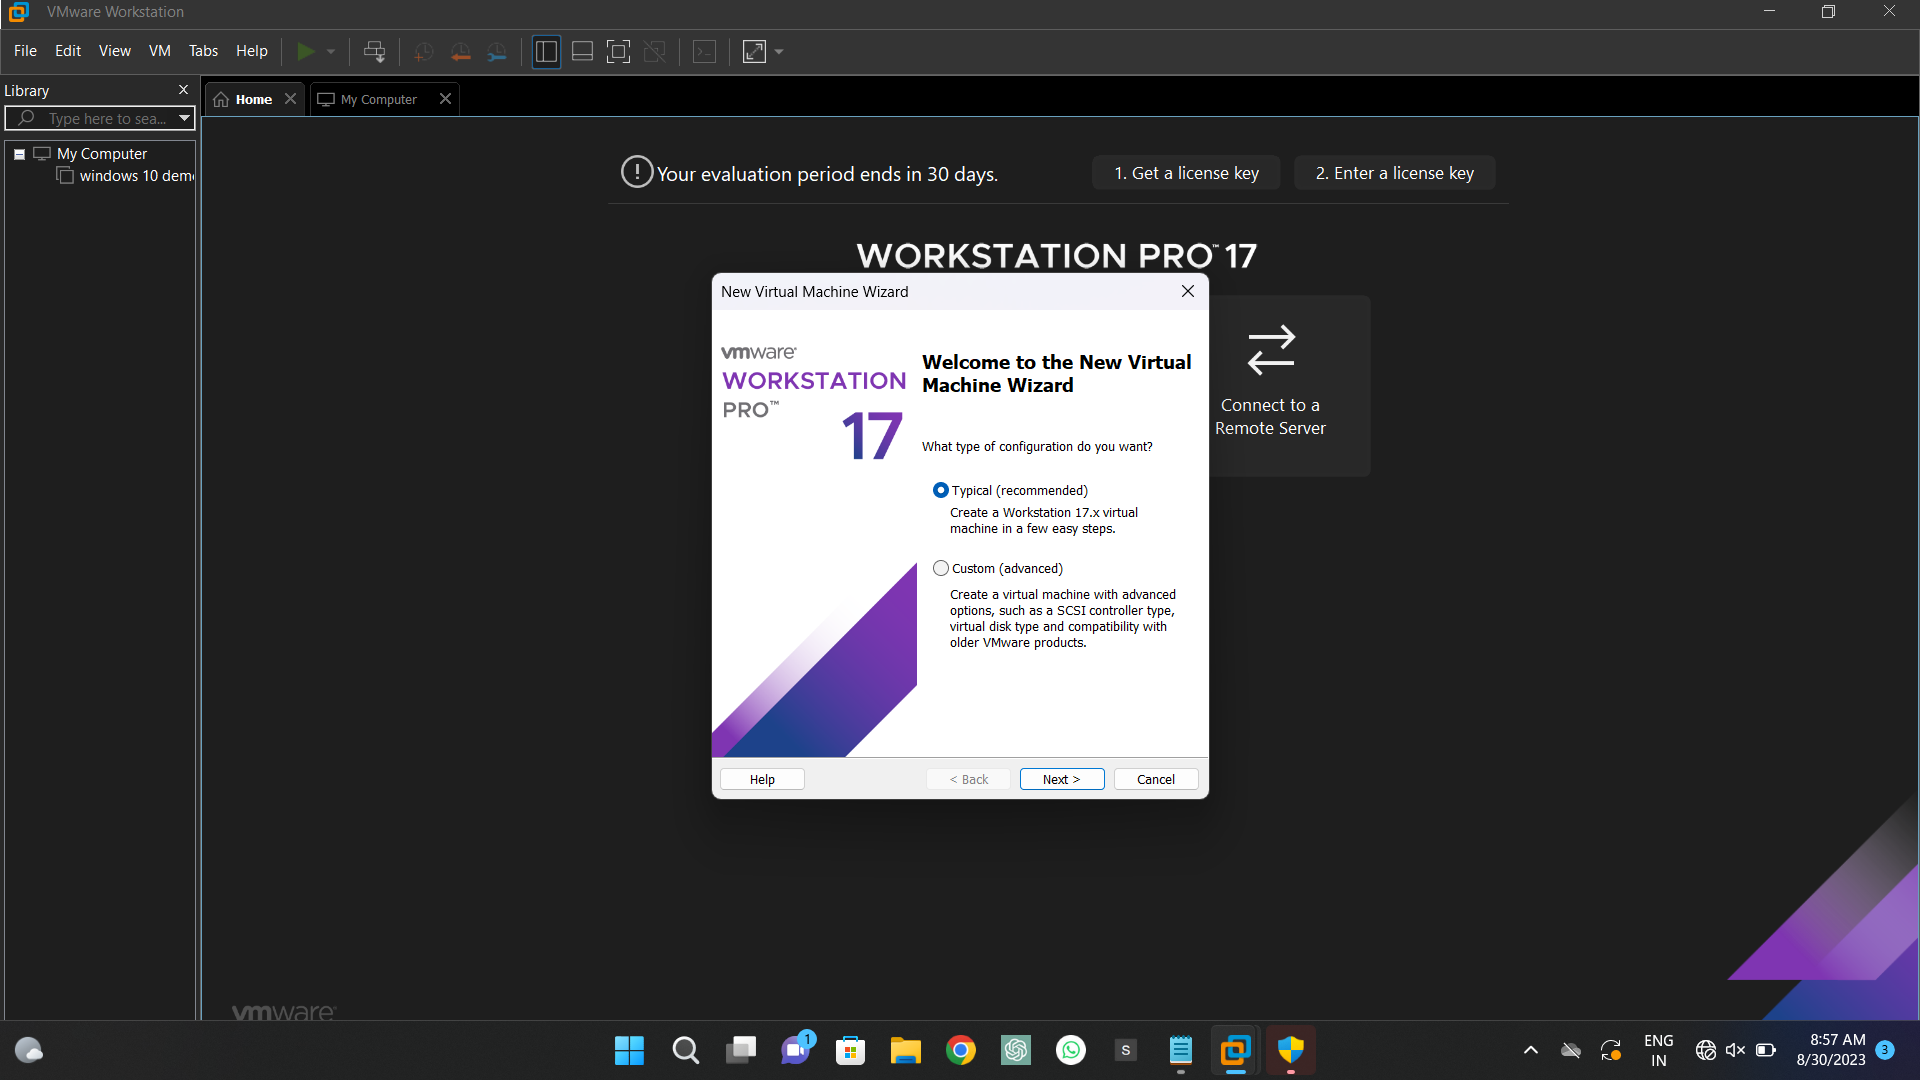 VMware Workstation
File Edit View VM Tabs Help
Library
Home
My Computer
Type here to sea...
My Computer
windows 10 dem
Your evaluation period ends in 30 days.
1. Get a license key
2. Enter a license key
WORKSTATION PRO™ 17
New Virtual Machine Wizard
vmware®
WORKSTATION
PRO™
17
Welcome to the New Virtual
Machine Wizard
What type of configuration do you want?
Typical (recommended)
Create a Workstation 17.x virtual
machine in a few easy steps.
Custom (advanced)
Create a virtual machine with advanced
options, such as a SCSI controller type,
virtual disk type and compatibility with
older VMware products.
Help
< Back
Next >
Cancel
Connect to a
Remote Server
vmware®
1
S
ENG
IN
8:57 AM
8/30/2023
3